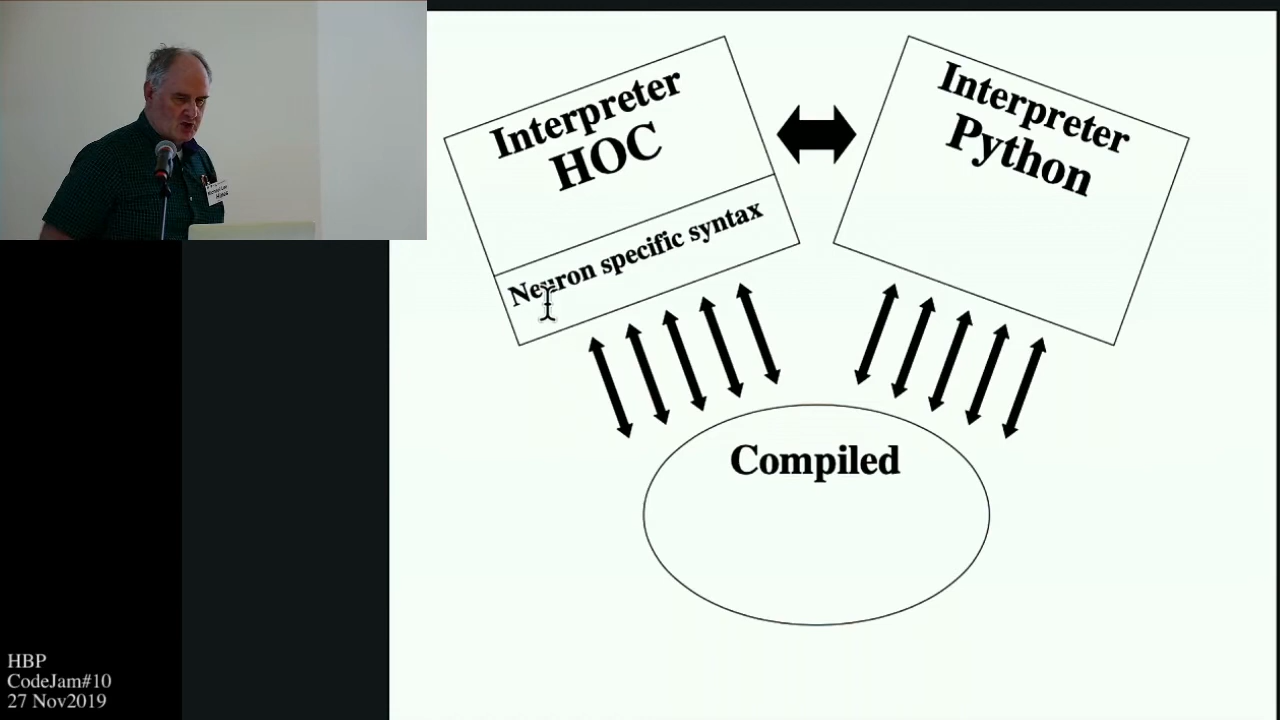 Interpreter
HOC
Neuron specific syntax
Interpreter
Python
Compiled
HBP
CodeJam#10
27 Nov2019